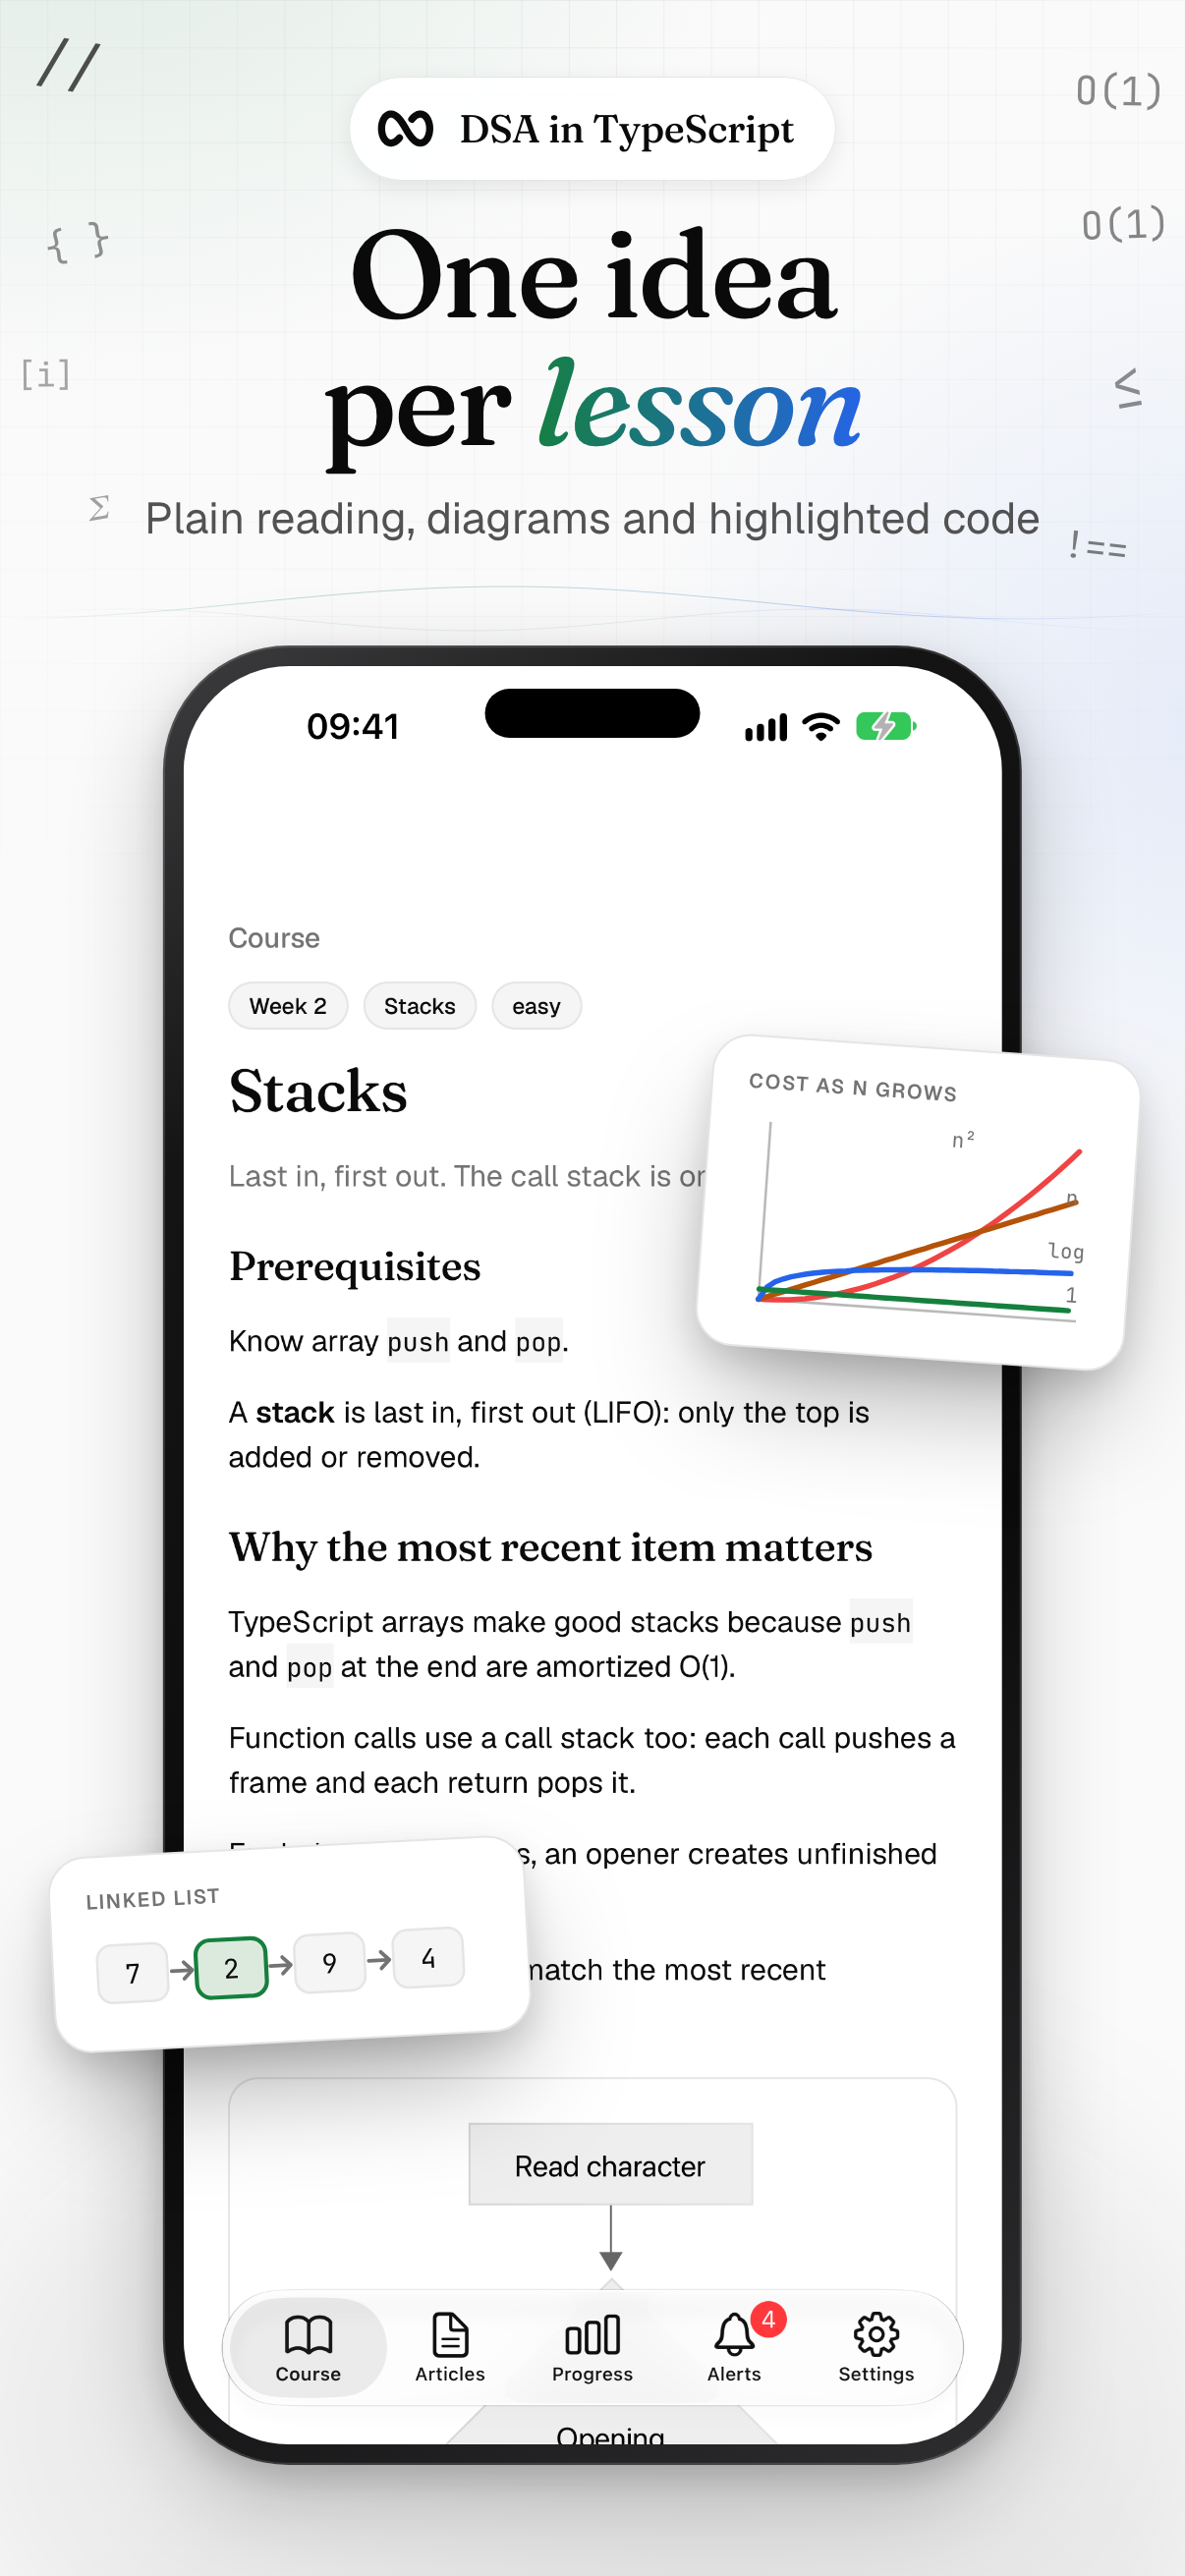 //
O(1)
DSA in TypeScript
{ }
O(1)
One idea
[i]
≤
per lesson
Σ
Plain reading, diagrams and highlighted code
!==
09:41
Course
Week 2
Stacks
easy
Stacks
Last in, first out. The call stack is
COST AS N GROWS
n²
n
log
1
Prerequisites
Know array push and pop.
A stack is last in, first out (LIFO): only the top is
added or removed.
Why the most recent item matters
TypeScript arrays make good stacks because push
and pop at the end are amortized O(1).
Function calls use a call stack too: each call pushes a
frame and each return pops it.
an opener creates unfinished
LINKED LIST
7
2
9
4
match the most recent
Read character
4
Course
Articles
Progress
Alerts
Settings
Opening